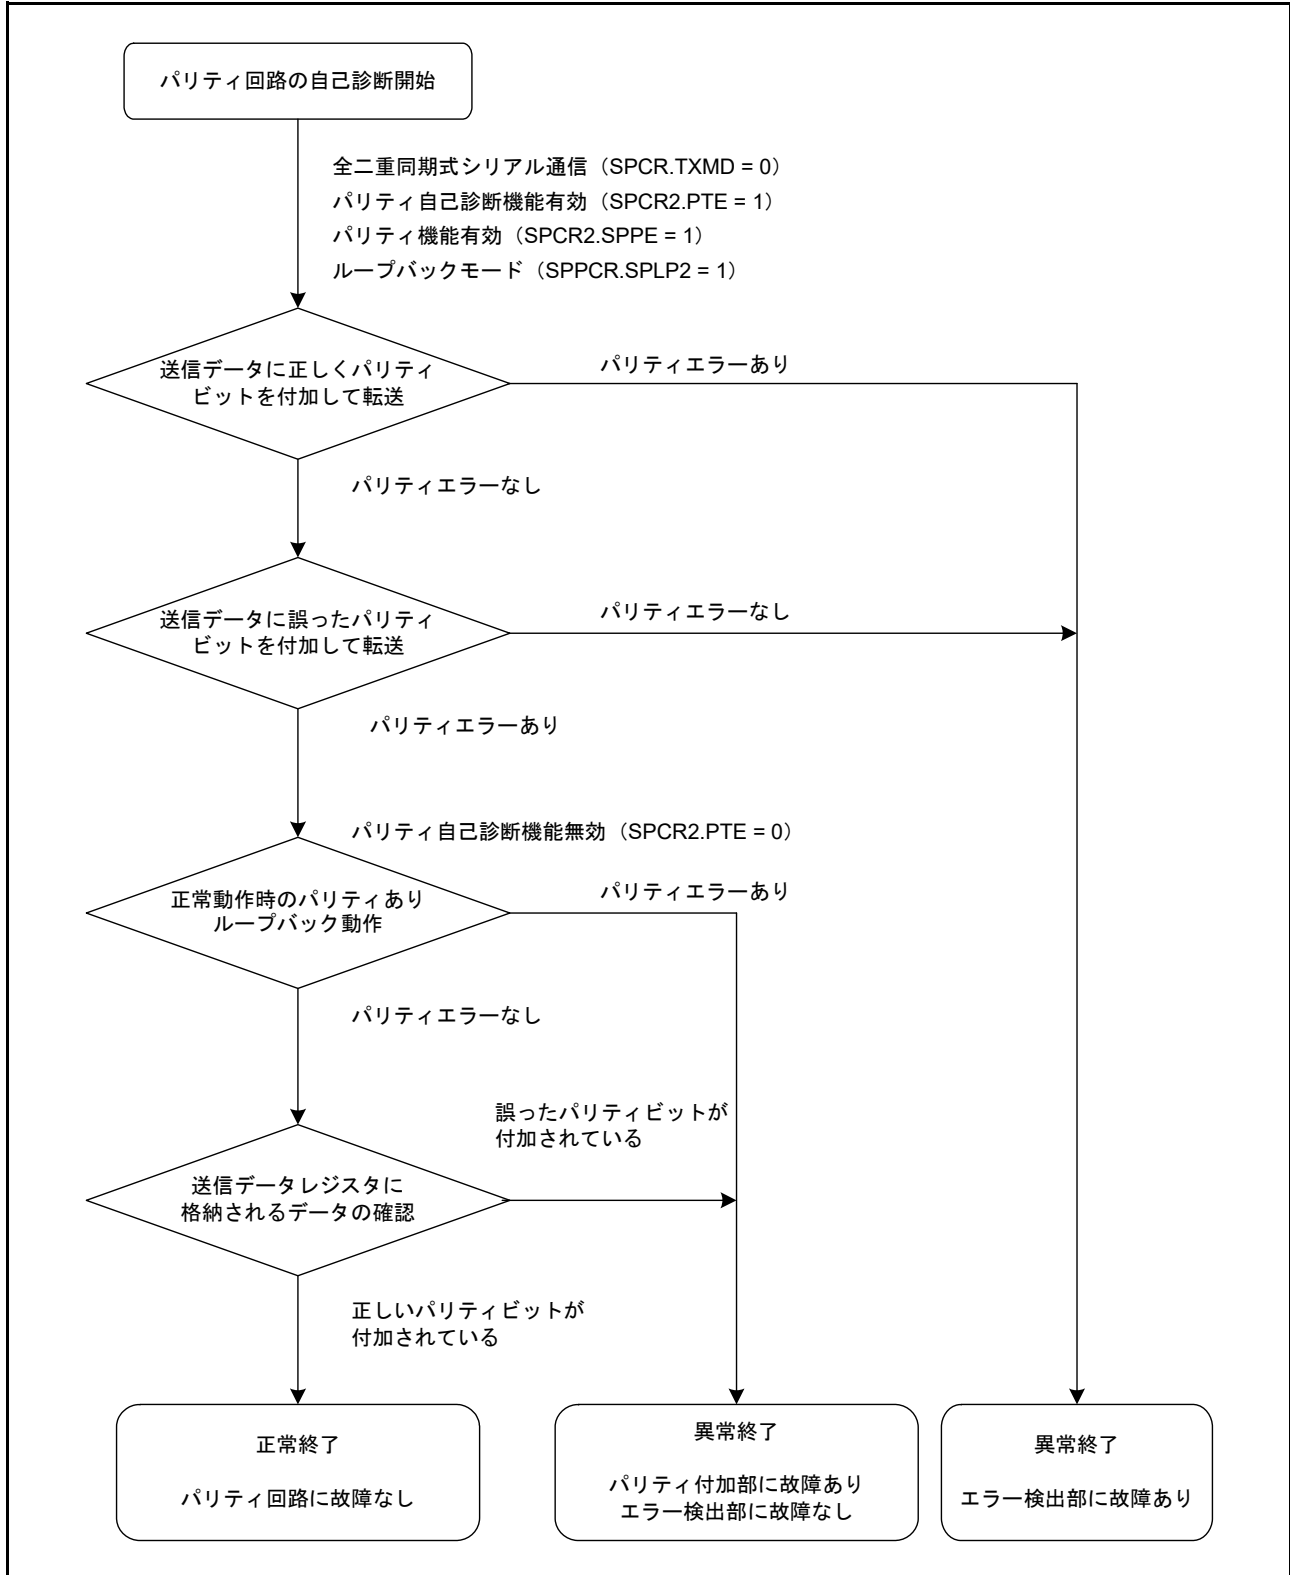 パリティ回路の自己診断開始
全二重同期式シリアル通信（SPCR.TXMD = 0）
パリティ自己診断機能有効（SPCR2.PTE = 1）
パリティ機能有効（SPCR2.SPPE = 1）
ループバックモード（SPPCR.SPLP2 = 1）
送信データに正しくパリティ
ビットを付加して転送
パリティエラーあり
パリティエラーなし
送信データに誤ったパリティ
ビットを付加して転送
パリティエラーなし
パリティエラーあり
パリティ自己診断機能無効（SPCR2.PTE = 0）
正常動作時のパリティあり
ループバック動作
パリティエラーあり
パリティエラーなし
誤ったパリティビットが
付加されている
送信データレジスタに
格納されるデータの確認
正しいパリティビットが
付加されている
正常終了
パリティ回路に故障なし
異常終了
パリティ付加部に故障あり
エラー検出部に故障なし
異常終了
エラー検出部に故障あり